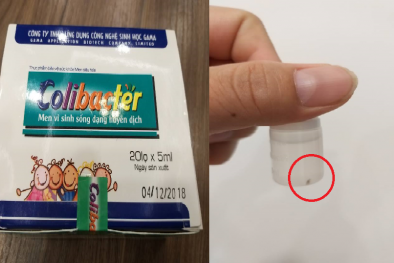 CÔNG TY TNHH ỨNG DỤNG CÔNG NGHỆ SINH HỌC GAMA
GAMA APPLICATION BIOTECH COMPANY, LIMITED
Colibacter
Men vi sinh sống dạng huyền dịch
20lọ x 5ml
Ngày sản xuất
04/12/2018